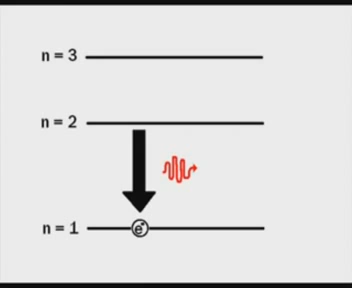 n = 3
n = 2
n = 1
e⁻